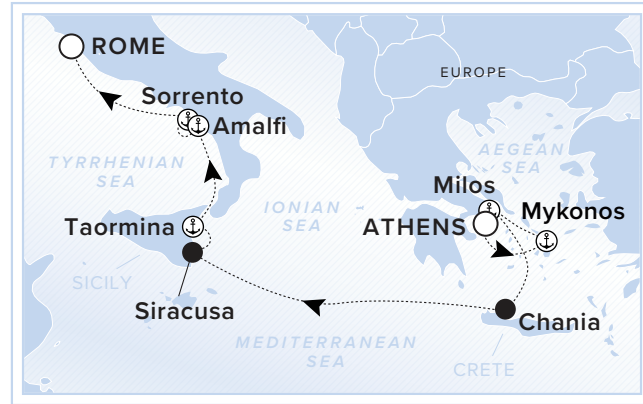 ROME
EUROPE
Sorrento
Amalfi
AEGEAN
SEA
TYRRHENIAN
SEA
Milos
Mykonos
IONIAN
SEA
Taormina
ATHENS
SICILY
Siracusa
Chania
MEDITERRANEAN
SEA
CRETE